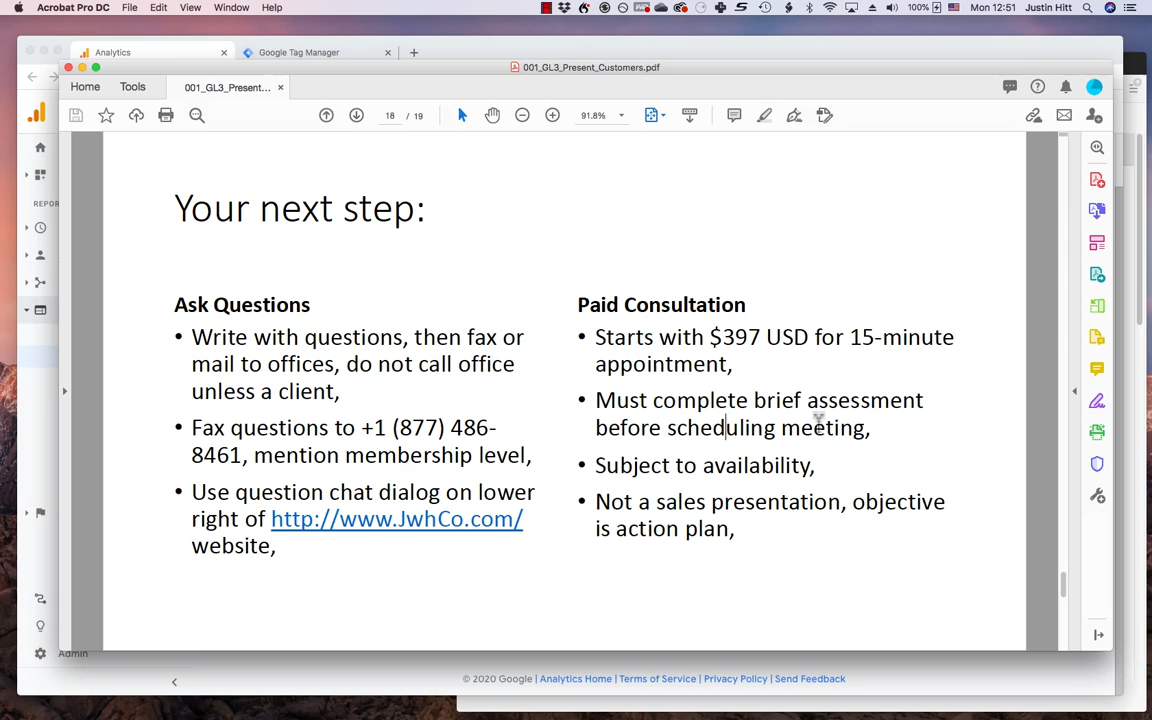 Acrobat Pro DC File Edit View Window Help 100% Mon 12:51 Justin Hitt
Analytics Google Tag Manager
001_GL3_Present_Customers.pdf
Home Tools 001_GL3_Present...
18 / 19 91.8%
REPOR
Your next step:
Ask Questions
• Write with questions, then fax or
mail to offices, do not call office
unless a client,
• Fax questions to +1 (877) 486-
8461, mention membership level,
• Use question chat dialog on lower
right of http://www.JwhCo.com/
website,
Paid Consultation
• Starts with $397 USD for 15-minute
appointment,
• Must complete brief assessment
before scheduling meeting,
• Subject to availability,
• Not a sales presentation, objective
is action plan,
Admin
© 2020 Google | Analytics Home | Terms of Service | Privacy Policy | Send Feedback